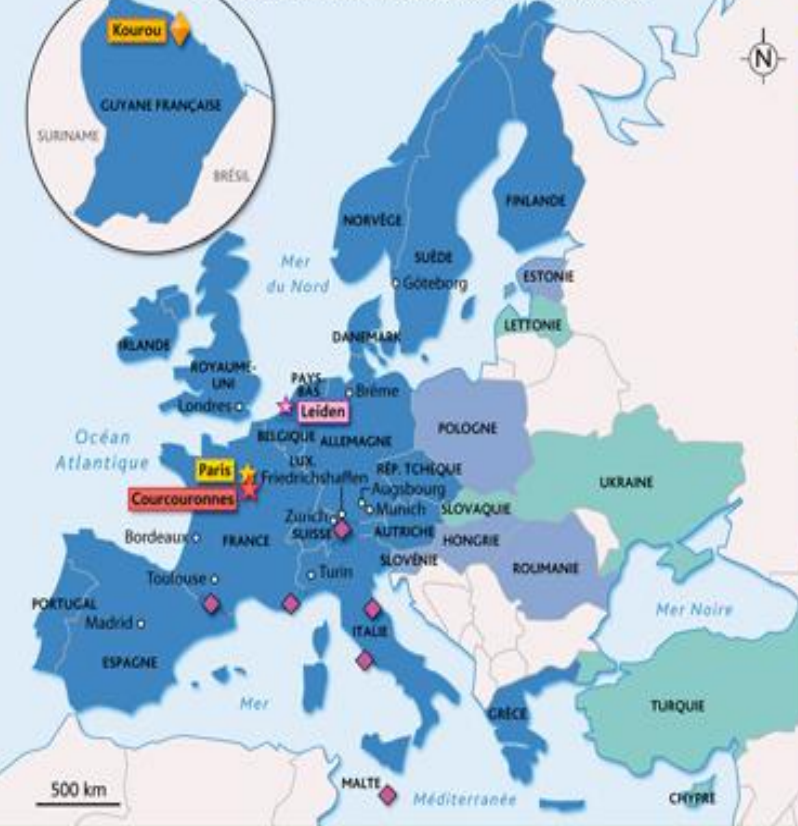 Kourou
GUYANE FRANÇAISE
SURINAME
BRÉSIL
N
FINLANDE
NORVÈGE
SUÈDE
Mer
du Nord
Göteborg
ESTONIE
LETTONIE
DANEMARK
IRLANDE
ROYAUME-
UNI
Londres
PAYS-
BAS
Brême
Leiden
Océan
Atlantique
BELGIQUE
ALLEMAGNE
POLOGNE
LUX.
RÉP. TCHÈQUE
Paris
Friedrichshaffen
UKRAINE
Courcouronnes
Augsbourg
Munich
SLOVAQUIE
Zurich
SUISSE
AUTRICHE
Bordeaux
FRANCE
HONGRIE
SLOVÉNIE
ROUMANIE
Toulouse
Turin
PORTUGAL
Madrid
ITALIE
Mer Noire
ESPAGNE
Mer
GRÈCE
TURQUIE
500 km
MALTE
Méditerranée
CHYPRE